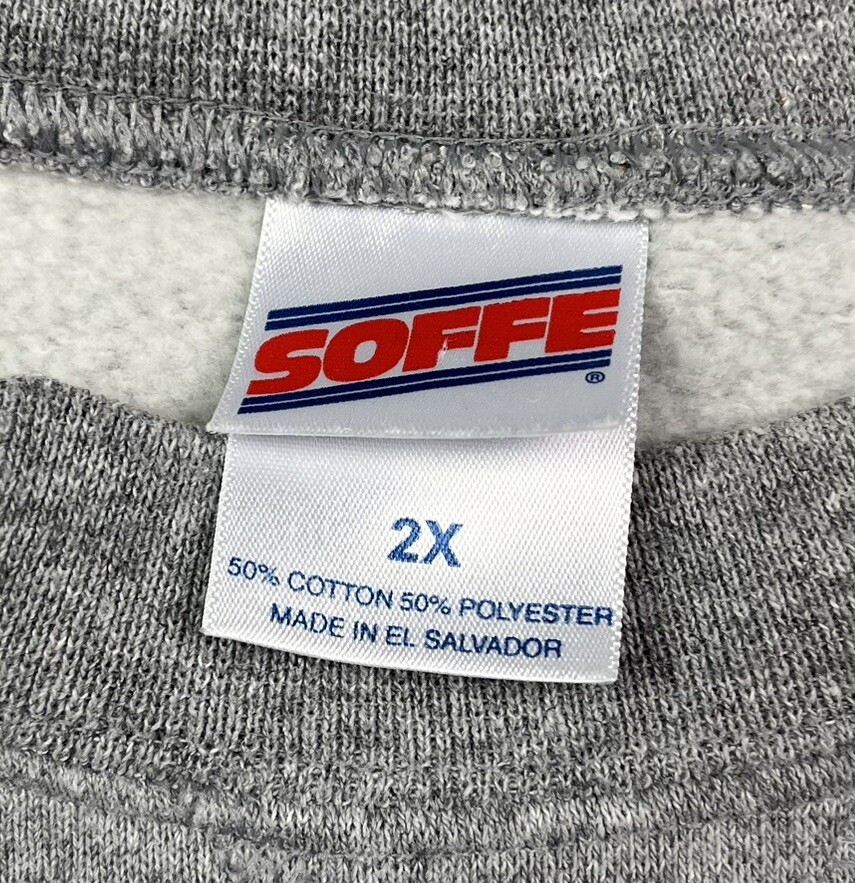 SOFFE
®
2X
50% COTTON 50% POLYESTER
MADE IN EL SALVADOR